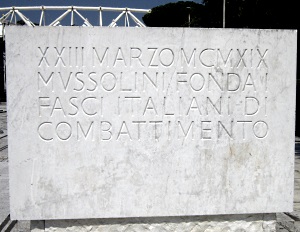 XXIII MARZO MCMXIX
MVSSOLINI FONDA I
FASCI ITALIANI DI
COMBATTIMENTO